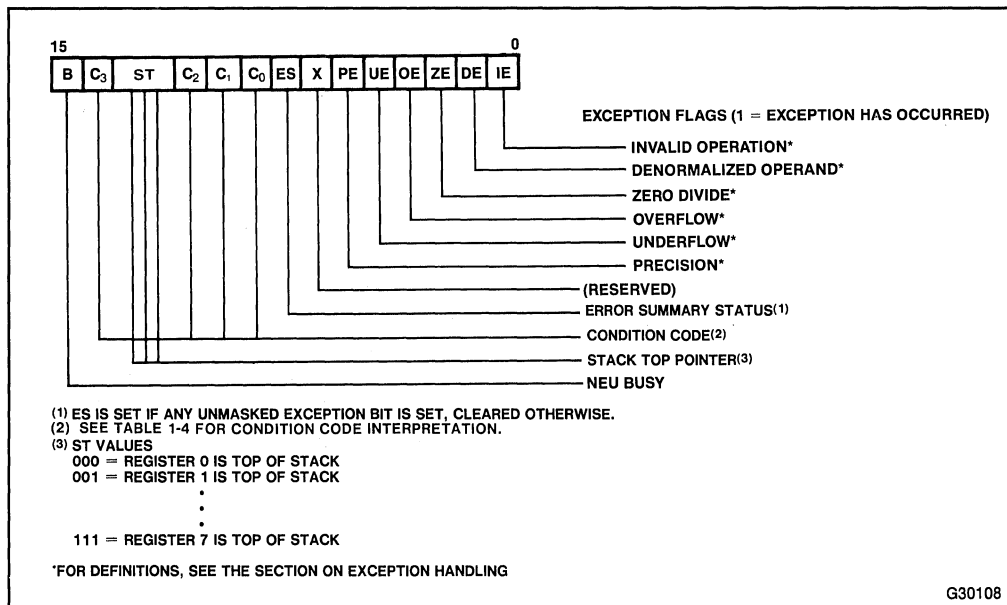 15 0
B C₃ ST C₂ C₁ C₀ ES X PE UE OE ZE DE IE
EXCEPTION FLAGS (1 = EXCEPTION HAS OCCURRED)
INVALID OPERATION*
DENORMALIZED OPERAND*
ZERO DIVIDE*
OVERFLOW*
UNDERFLOW*
PRECISION*
(RESERVED)
ERROR SUMMARY STATUS(1)
CONDITION CODE(2)
STACK TOP POINTER(3)
NEU BUSY
(1) ES IS SET IF ANY UNMASKED EXCEPTION BIT IS SET, CLEARED OTHERWISE.
(2) SEE TABLE 1-4 FOR CONDITION CODE INTERPRETATION.
(3) ST VALUES
000 = REGISTER 0 IS TOP OF STACK
001 = REGISTER 1 IS TOP OF STACK
•
•
•
111 = REGISTER 7 IS TOP OF STACK
*FOR DEFINITIONS, SEE THE SECTION ON EXCEPTION HANDLING
G30108